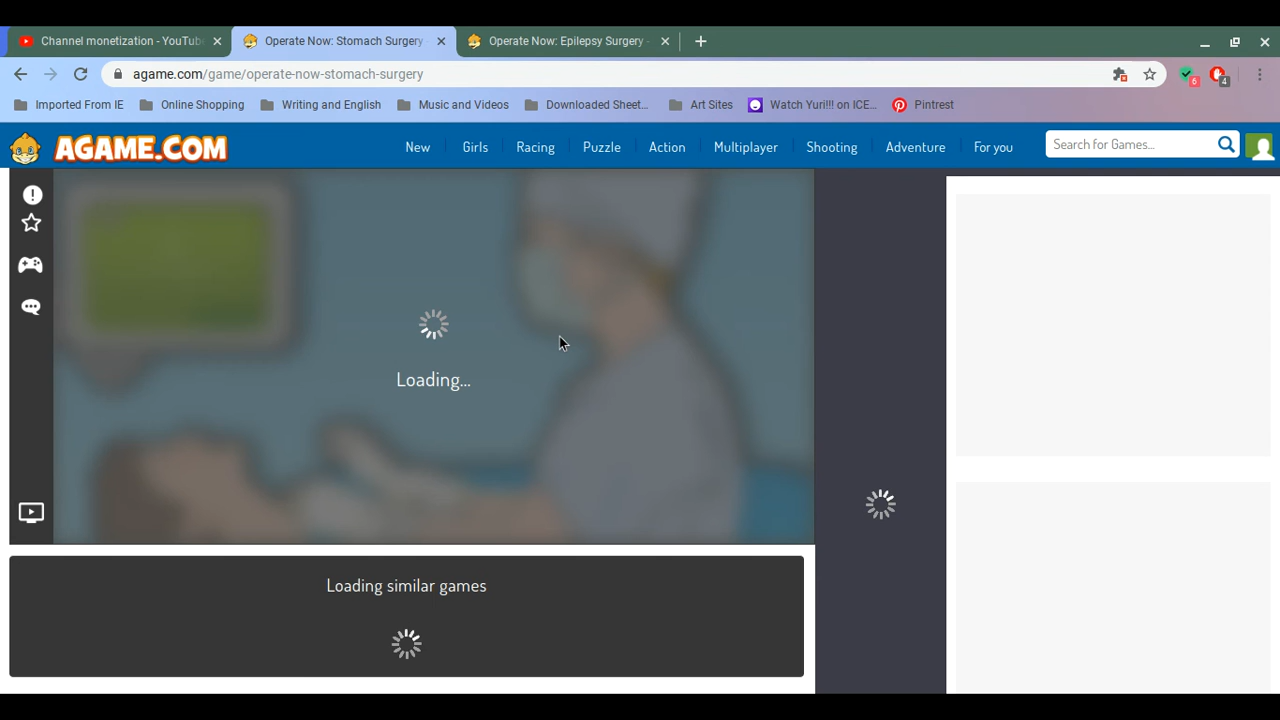 Channel monetization - YouTub
Operate Now: Stomach Surgery -
Operate Now: Epilepsy Surgery -
agame.com/game/operate-now-stomach-surgery
6
4
Imported From IE
Online Shopping
Writing and English
Music and Videos
Downloaded Sheet...
Art Sites
Watch Yuri!!! on ICE...
Pintrest
AGAME.COM
New
Girls
Racing
Puzzle
Action
Multiplayer
Shooting
Adventure
For you
Search for Games...
Loading...
Loading similar games